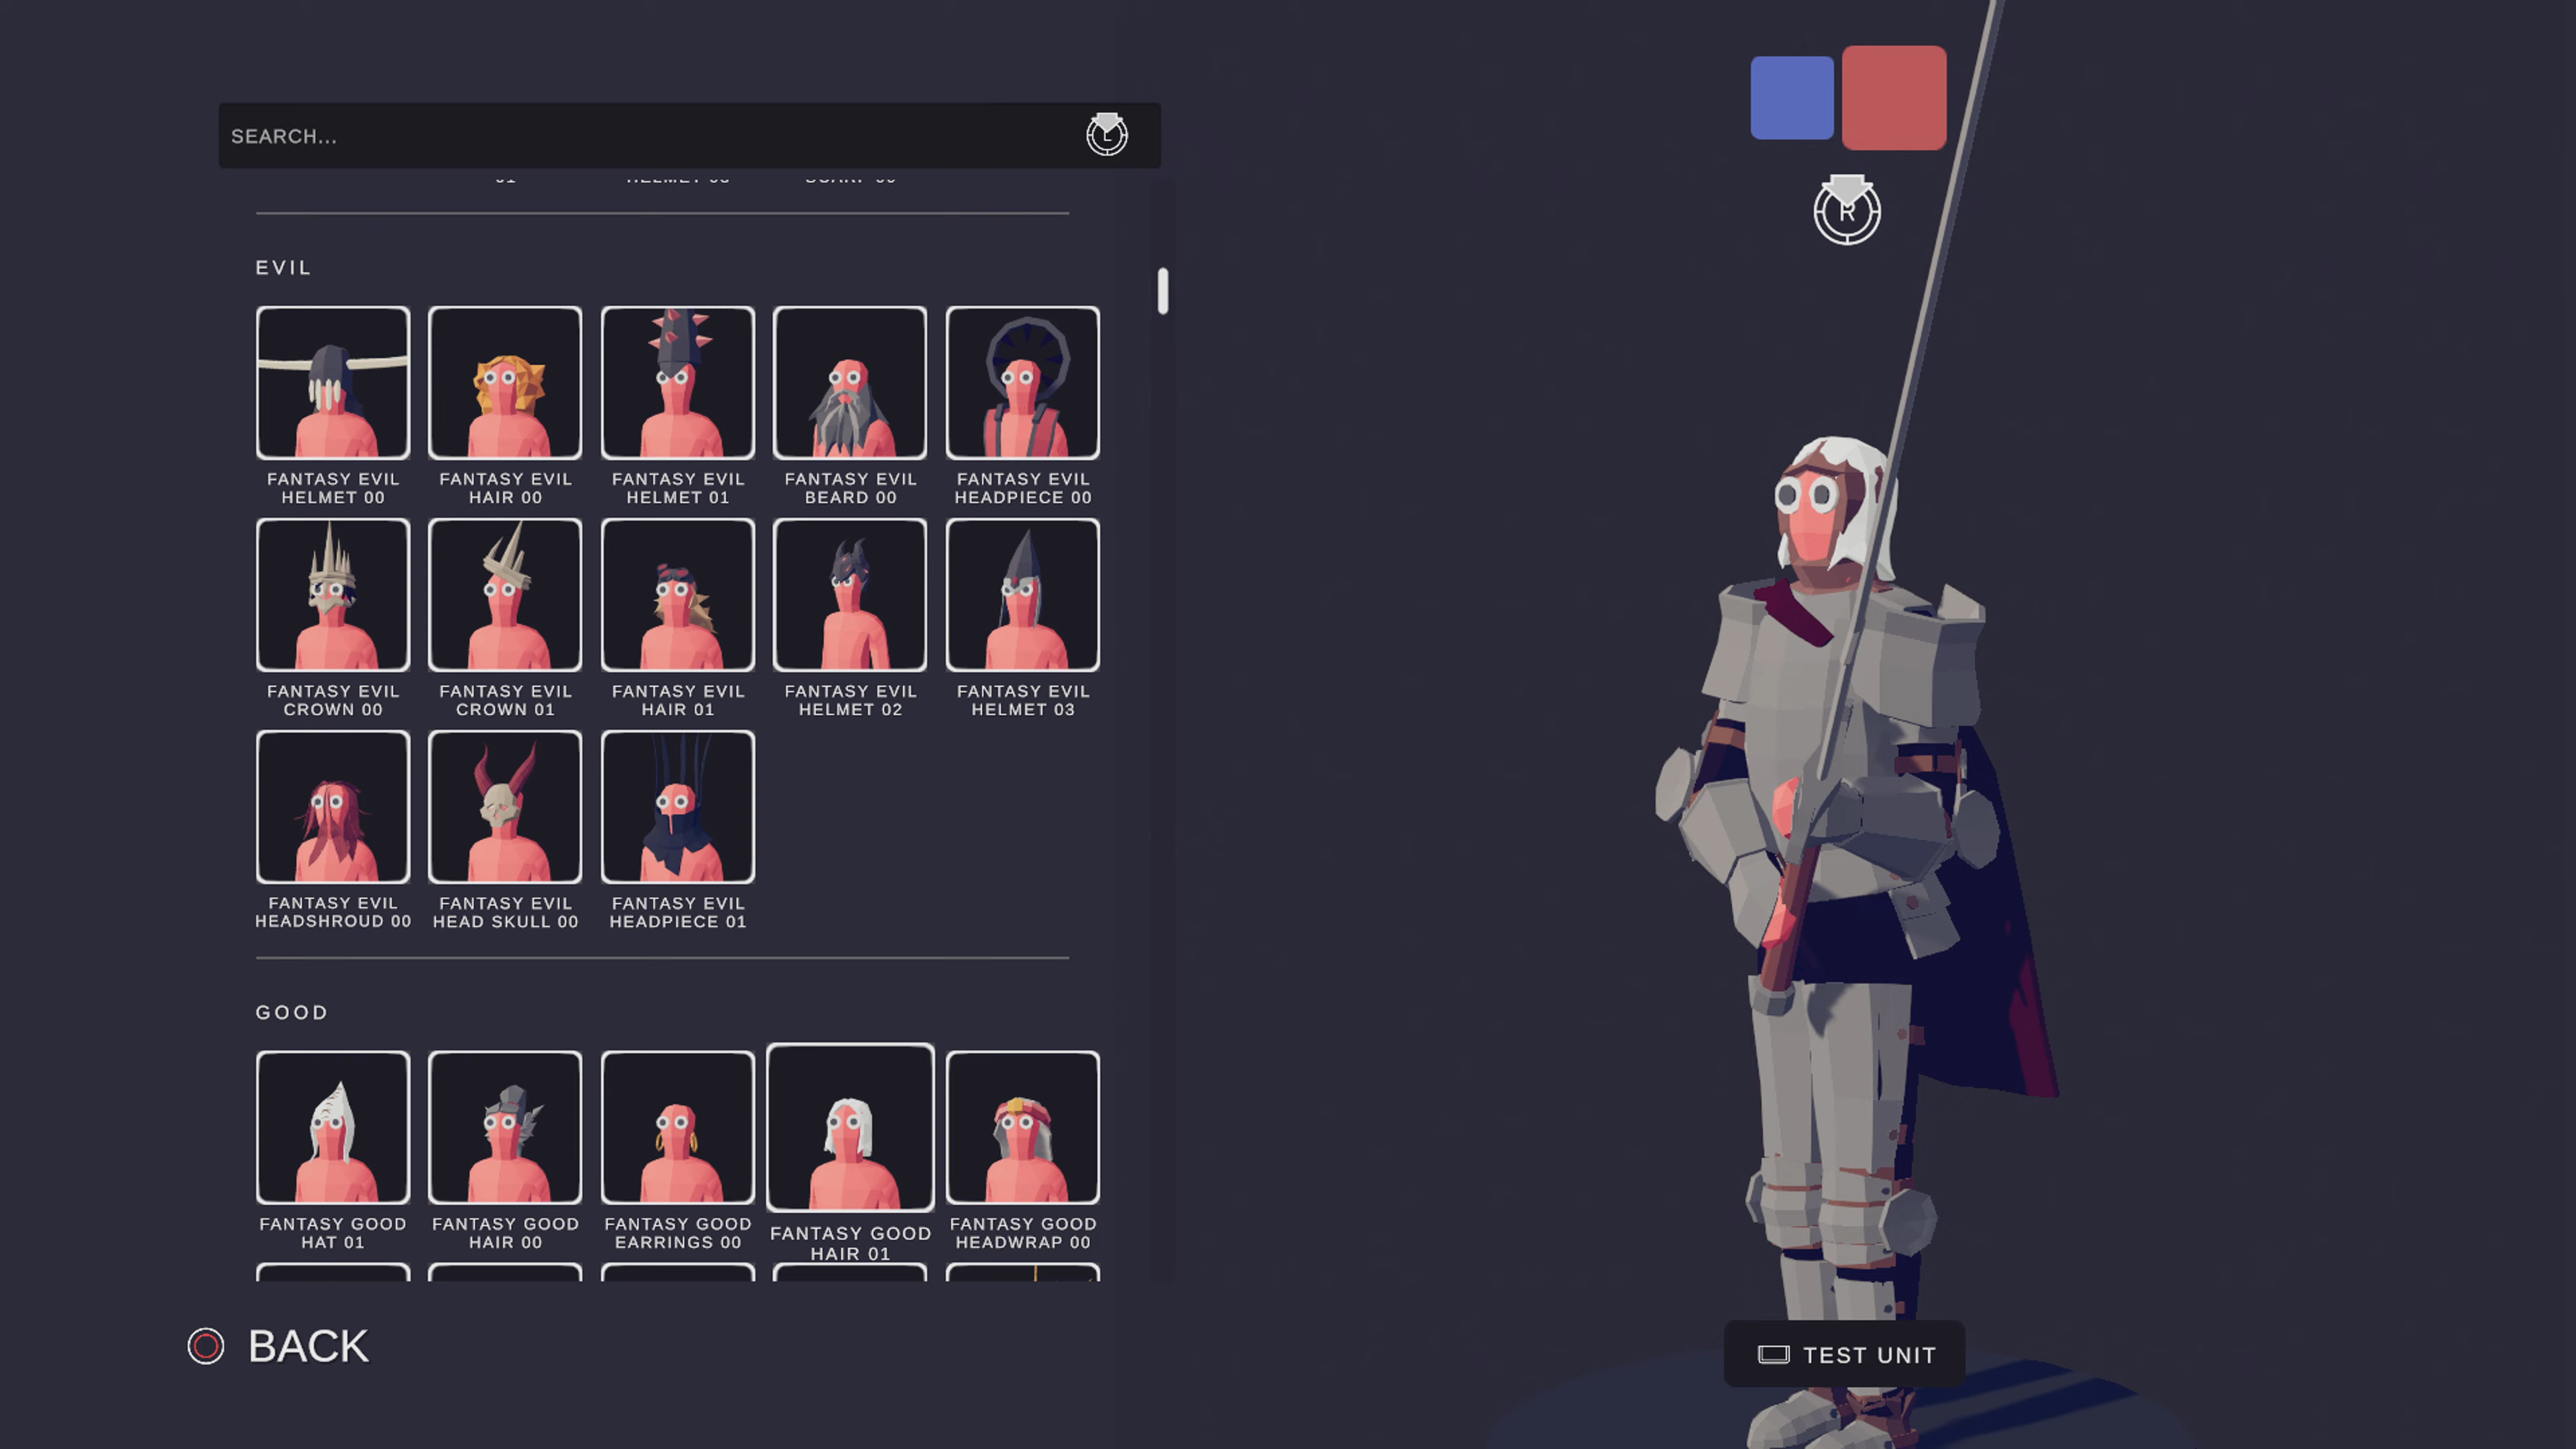 SEARCH...
L
R
EVIL
FANTASY EVIL
HELMET 00
FANTASY EVIL
HAIR 00
FANTASY EVIL
HELMET 01
FANTASY EVIL
BEARD 00
FANTASY EVIL
HEADPIECE 00
FANTASY EVIL
CROWN 00
FANTASY EVIL
CROWN 01
FANTASY EVIL
HAIR 01
FANTASY EVIL
HELMET 02
FANTASY EVIL
HELMET 03
FANTASY EVIL
HEADSHROUD 00
FANTASY EVIL
HEAD SKULL 00
FANTASY EVIL
HEADPIECE 01
GOOD
FANTASY GOOD
HAT 01
FANTASY GOOD
HAIR 00
FANTASY GOOD
EARRINGS 00
FANTASY GOOD
HAIR 01
FANTASY GOOD
HEADWRAP 00
BACK
TEST UNIT